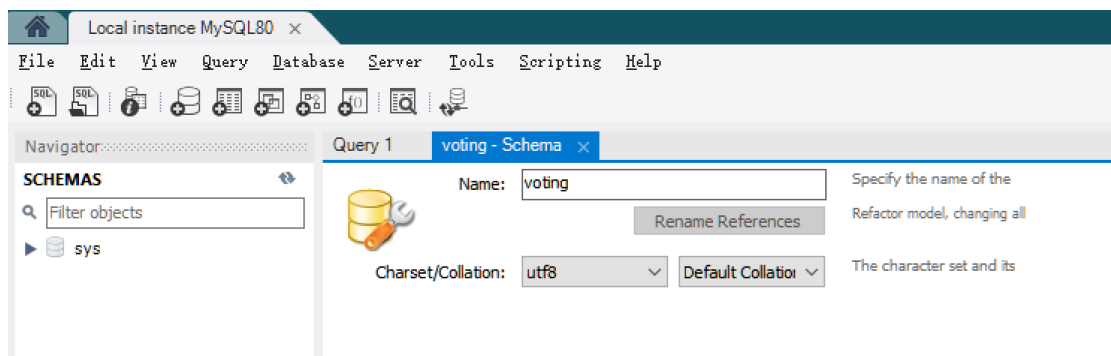 Local instance MySQL80 ×
File Edit View Query Database Server Tools Scripting Help
Navigator
SCHEMAS
Filter objects
sys
Query 1
voting - Schema ×
Name: voting
Specify the name of the
Rename References
Refactor model, changing all
Charset/Collation: utf8 Default Collation
The character set and its